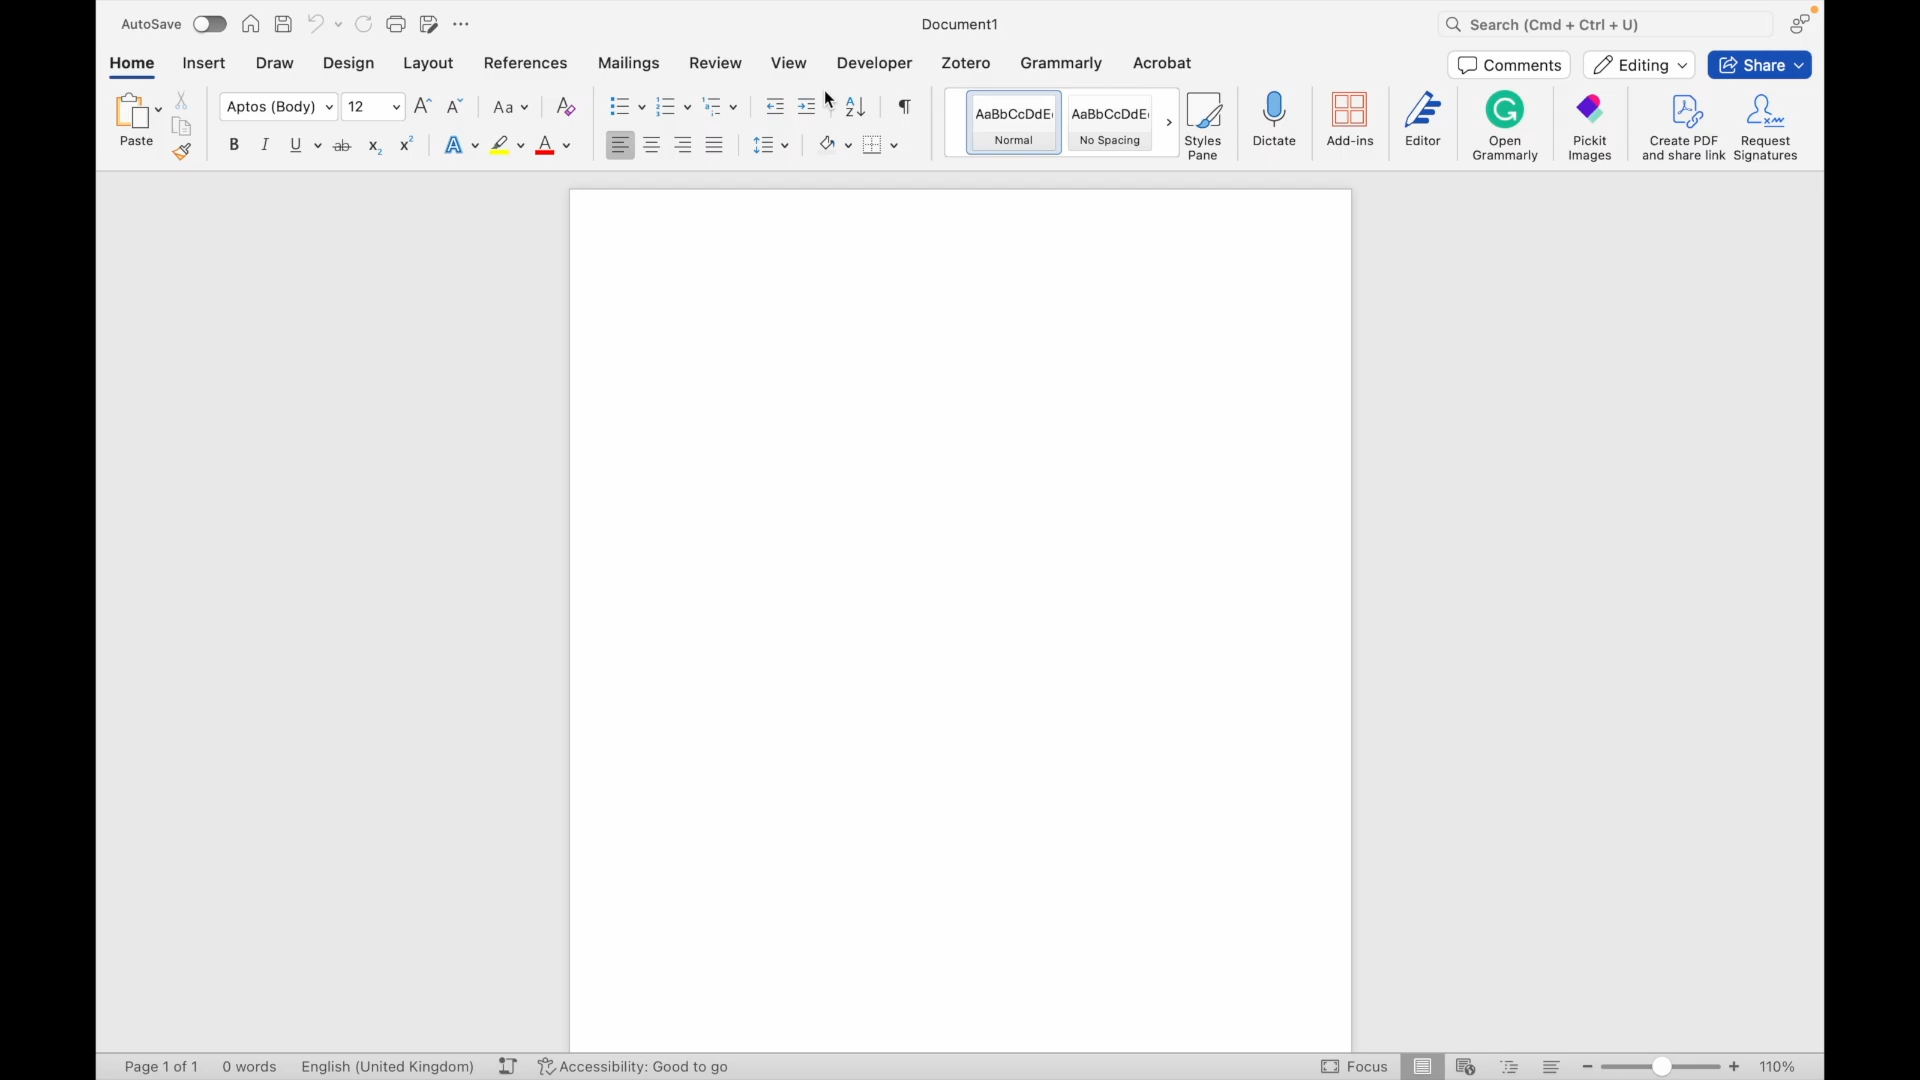 AutoSave
Document1
Search (Cmd + Ctrl + U)
Home Insert Draw Design Layout References Mailings Review View Developer Zotero Grammarly Acrobat
Comments Editing Share
Paste
Aptos (Body) 12
Aa
AaBbCcDdE
Normal
AaBbCcDdE
No Spacing
Styles
Pane
Dictate
Add-ins
Editor
Open
Grammarly
Pickit
Images
Create PDF
and share link
Request
Signatures
Page 1 of 1 0 words English (United Kingdom) Accessibility: Good to go Focus 110%